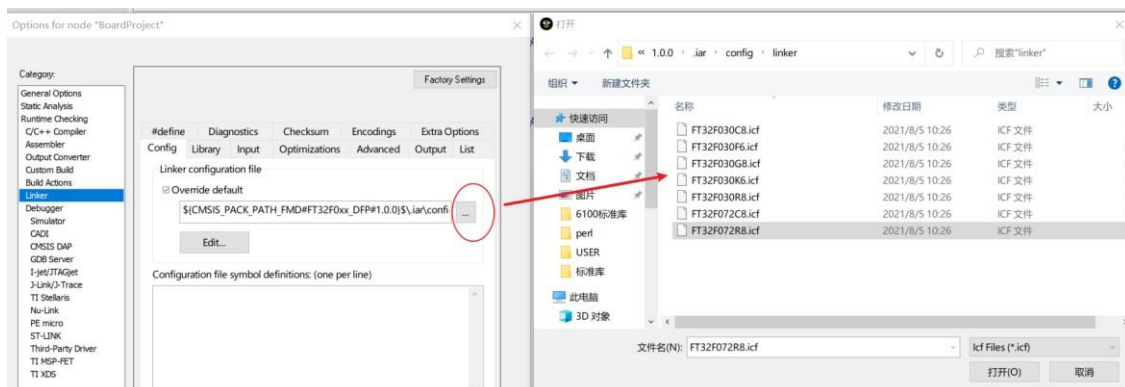 Options for node "BoardProject"
Category:
General Options
Static Analysis
Runtime Checking
C/C++ Compiler
Assembler
Output Converter
Custom Build
Build Actions
Linker
Debugger
Simulator
CADI
CMSIS DAP
GDB Server
I-jet/JTAGjet
J-Link/J-Trace
TI Stellaris
Nu-Link
PE micro
ST-LINK
Third-Party Driver
TI MSP-FET
TI XDS
Factory Settings
#define Diagnostics Checksum Encodings Extra Options
Config Library Input Optimizations Advanced Output List
Linker configuration file
Override default
$(CMSIS_PACK_PATH_FMD#FT32F0xx_DFP#1.0.0)$\.iar\confi
...
Edit...
Configuration file symbol definitions: (one per line)
打开
« 1.0.0 › .iar › config › linker
搜索"linker"
组织 新建文件夹
名称 修改日期 类型 大小
快速访问
桌面
下载
文档
图片
6100标准库
perl
USER
标准库
此电脑
3D 对象
FT32F030C8.icf 2021/8/5 10:26 ICF 文件
FT32F030F6.icf 2021/8/5 10:26 ICF 文件
FT32F030G8.icf 2021/8/5 10:26 ICF 文件
FT32F030K6.icf 2021/8/5 10:26 ICF 文件
FT32F030R8.icf 2021/8/5 10:26 ICF 文件
FT32F072C8.icf 2021/8/5 10:26 ICF 文件
FT32F072R8.icf 2021/8/5 10:26 ICF 文件
文件名(N): FT32F072R8.icf
Icf Files (*.icf)
打开(O) 取消